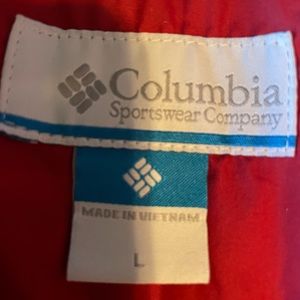 Columbia
Sportswear Company
MADE IN VIETNAM
L